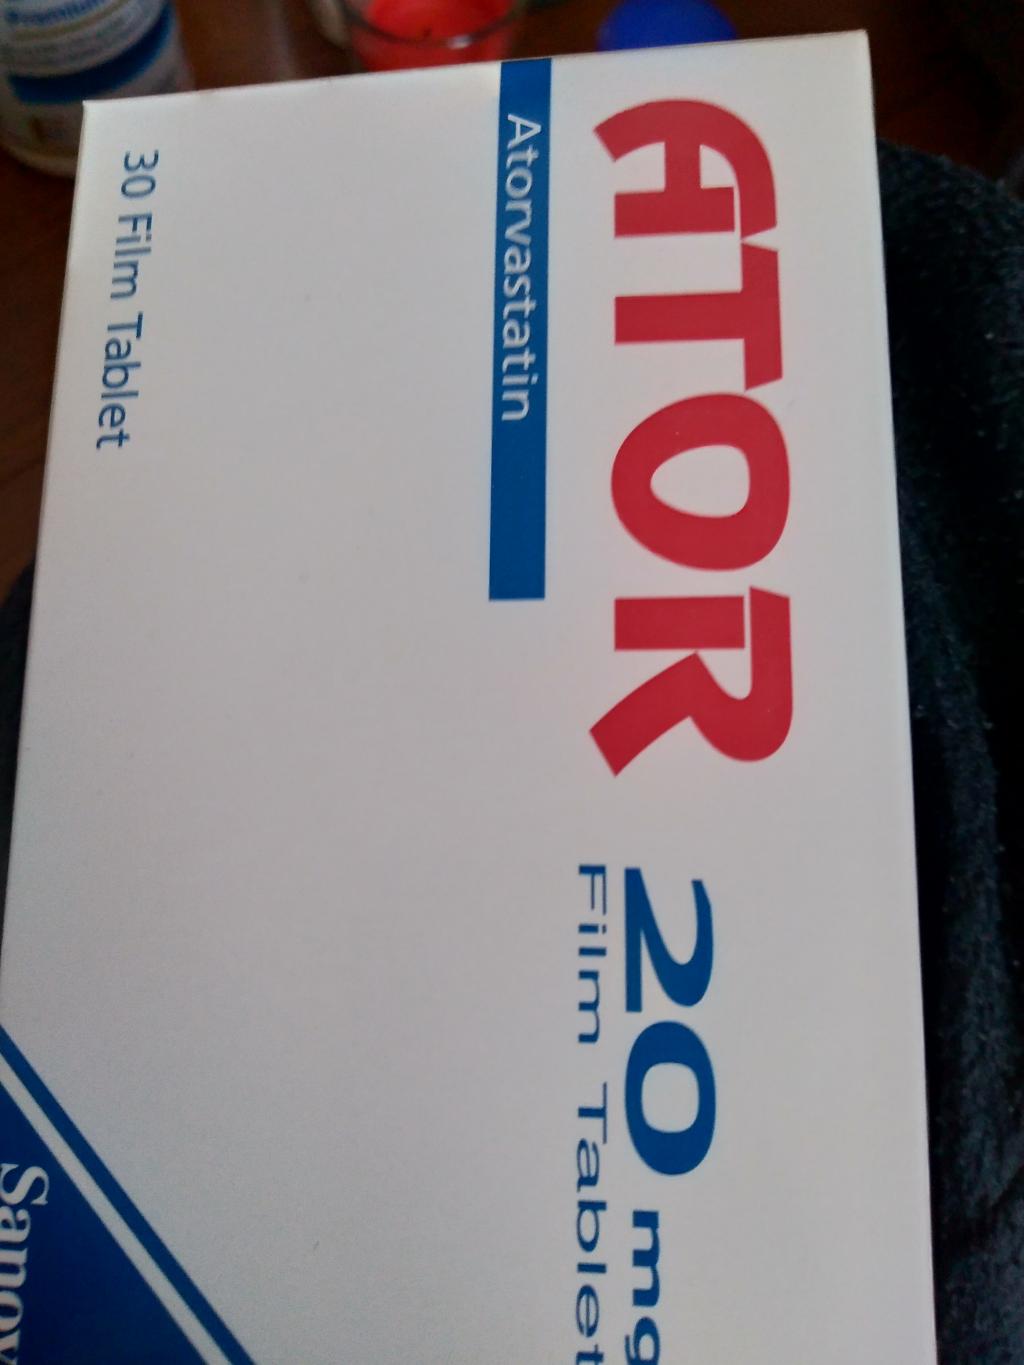 ATOR 20 mg
Film Tablet
Atorvastatin
30 Film Tablet